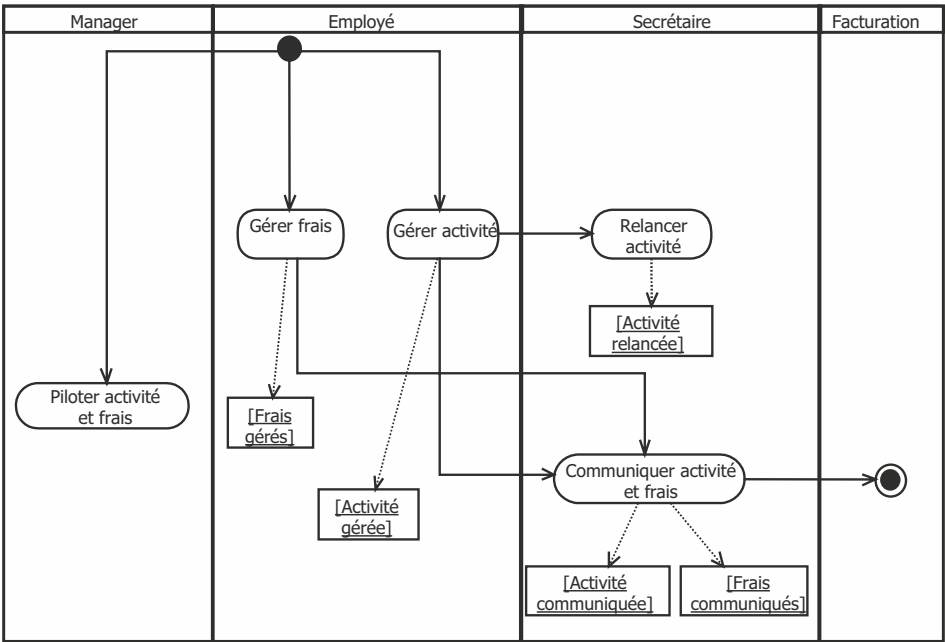 Manager
Employé
Secrétaire
Facturation
Gérer frais
Gérer activité
Relancer
activité
[Activité
relancée]
Piloter activité
et frais
[Frais
gérés]
Communiquer activité
et frais
[Activité
gérée]
[Activité
communiquée]
[Frais
communiqués]